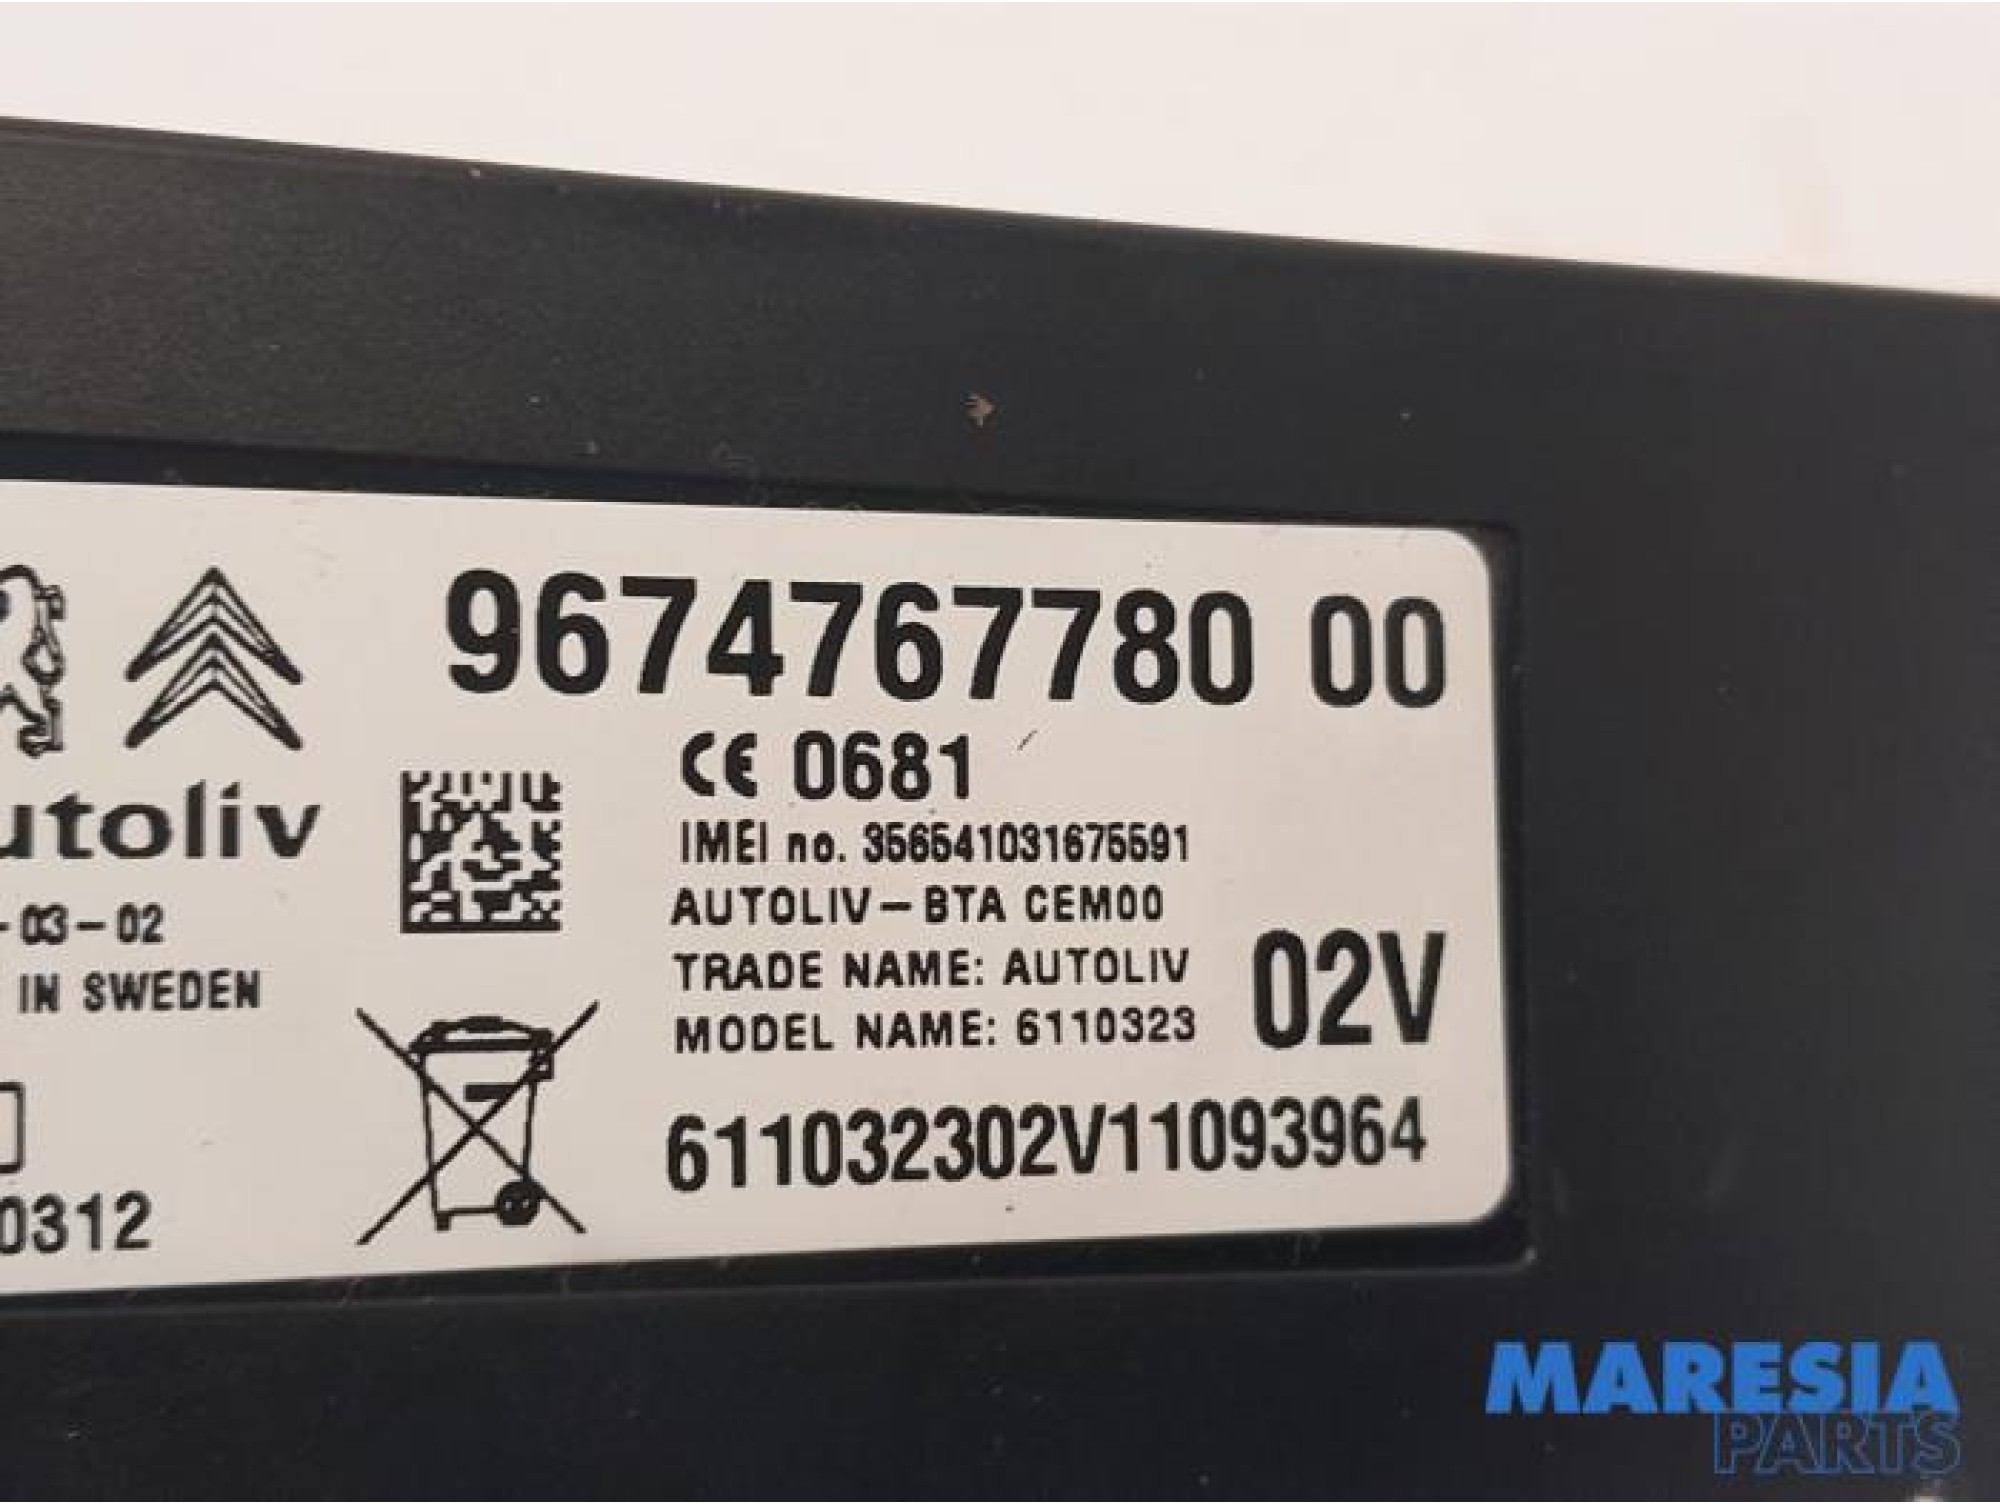 9674767780 00
CE 0681
IMEI no. 356541031675591
AUTOLIV-BTA CEM00
TRADE NAME: AUTOLIV
MODEL NAME: 6110323
02V
611032302V11093964
utoliv
-03-02
IN SWEDEN
0312
MARESIA
PARTS